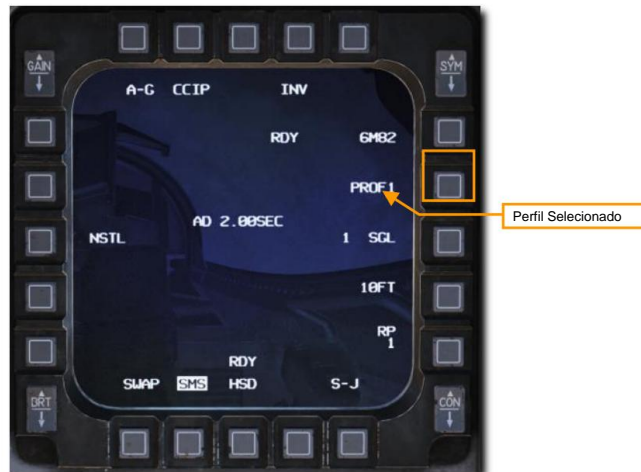 GAIN
SYM
A-G CCIP INV
RDY 6M82
PROF1
Perfil Selecionado
AD 2.00SEC
NSTL 1 SGL
10FT
RP
1
RDY
SWAP SMS HSD S-J
BRT
CON